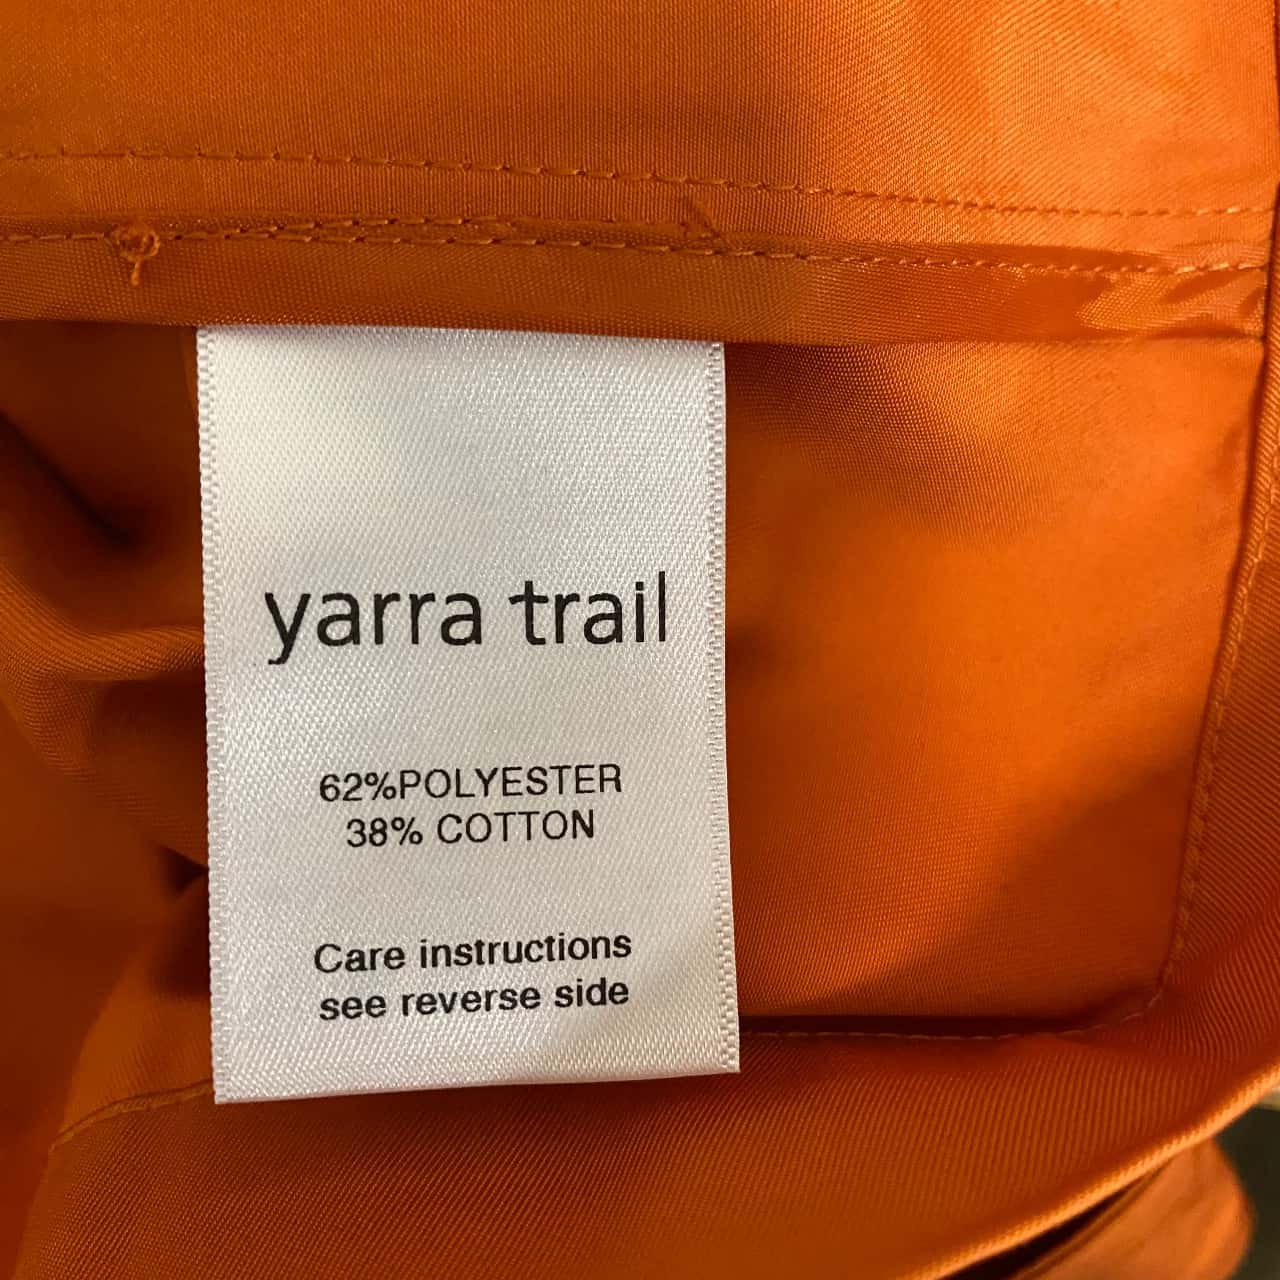 yarra trail
62%POLYESTER
38% COTTON
Care instructions
see reverse side